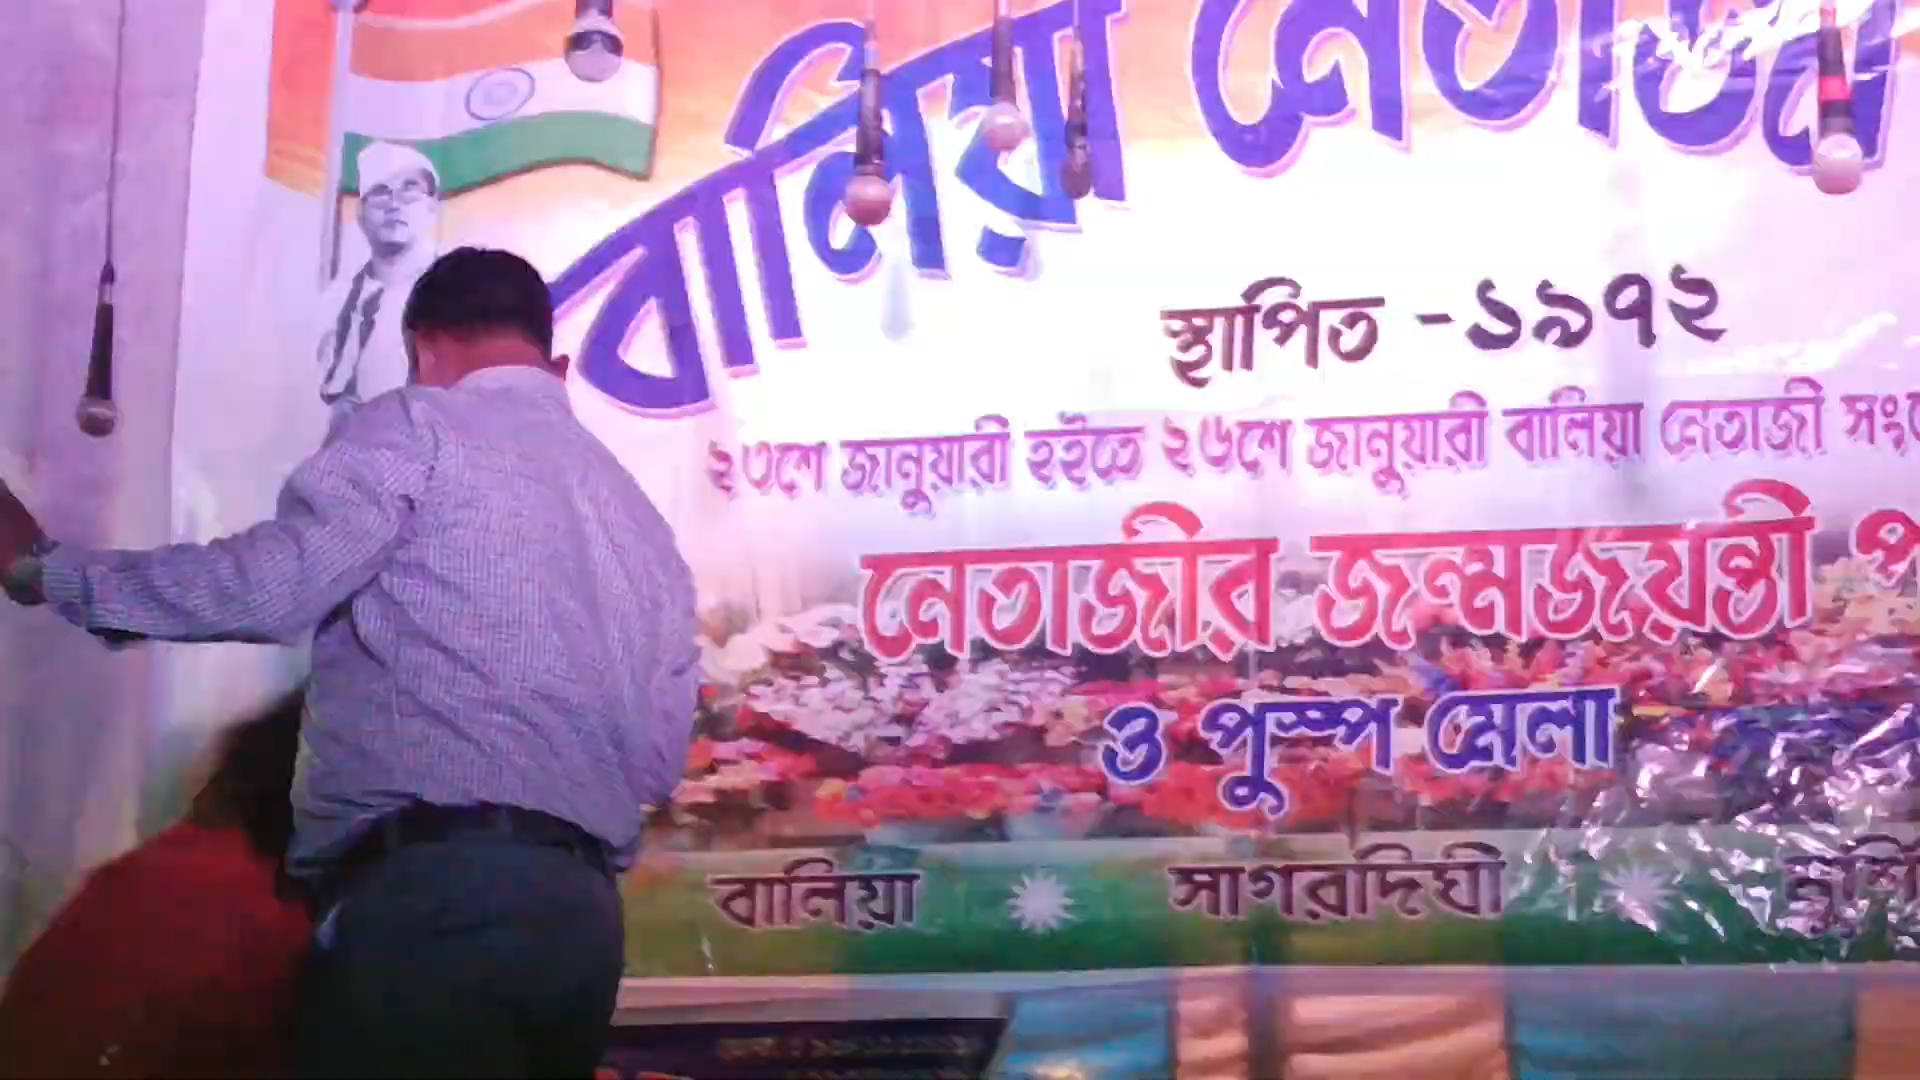 বালিয়া নেতাজী
স্থাপিত -১৯৭২
২৩শে জানুয়ারী হইতে ২৬শে জানুয়ারী বালিয়া নেতাজী
নেতাজীর জন্মজয়ন্তী
ও পুস্প মেলা
বালিয়া সাগরদিঘী